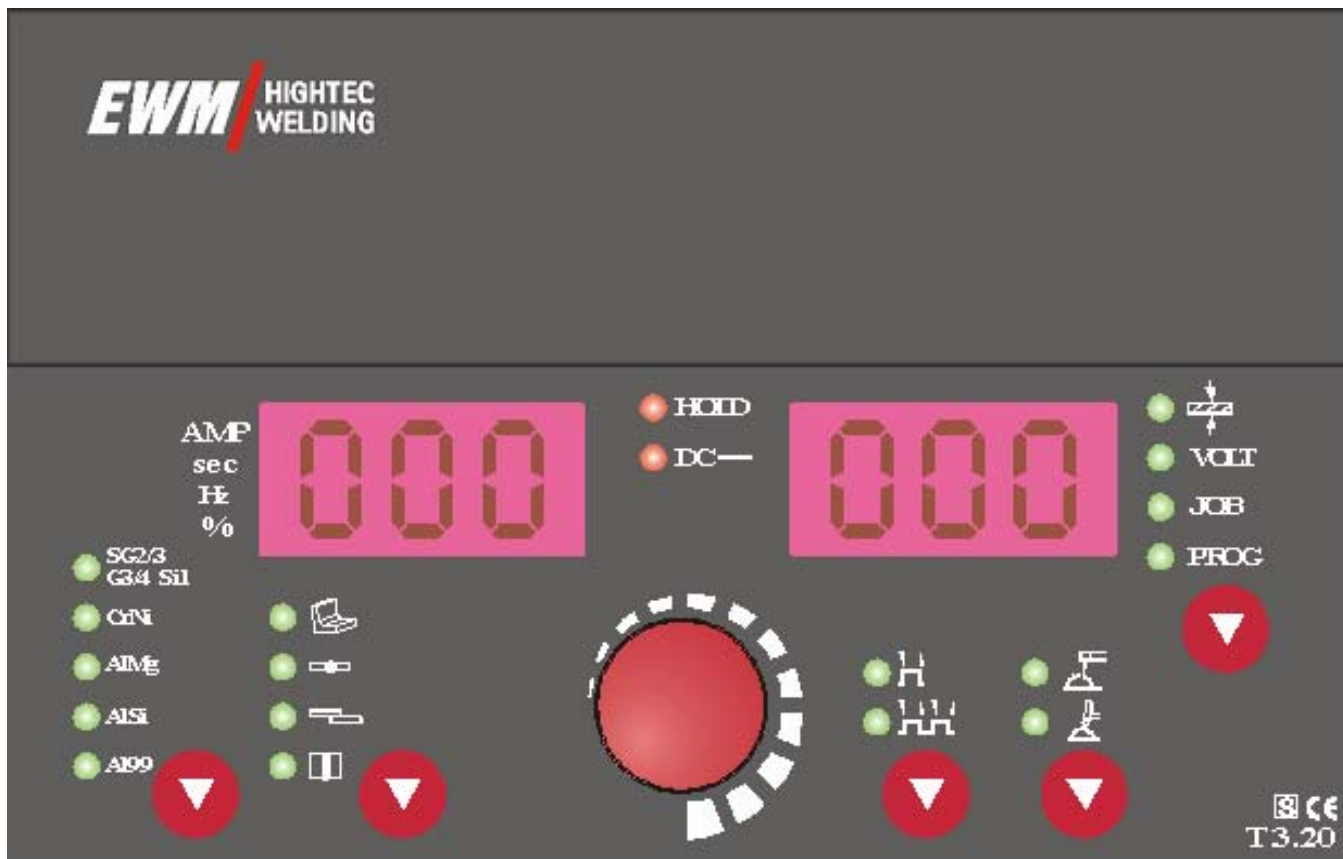 EWM HIGHTEC
WELDING
AMP
sec
Hz
%
000
HOLD
DC—
000
VOLT
JOB
PROG
SG2/3
G3/4 Si1
CrNi
AlMg
AlSi
Al99
S CE
T3.20